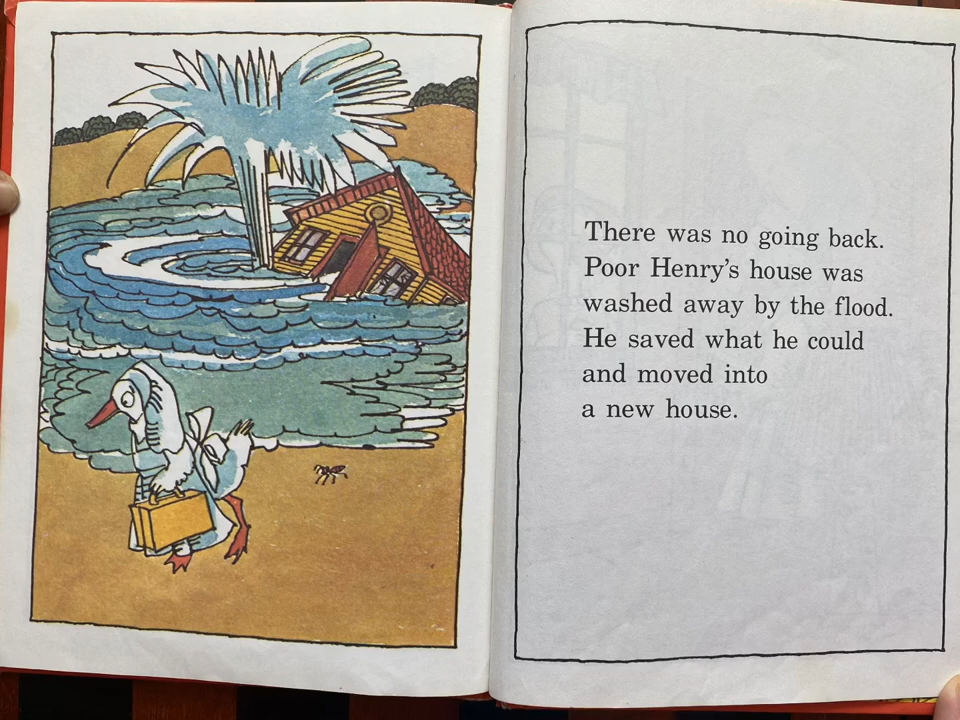 There was no going back.
Poor Henry's house was
washed away by the flood.
He saved what he could
and moved into
a new house.